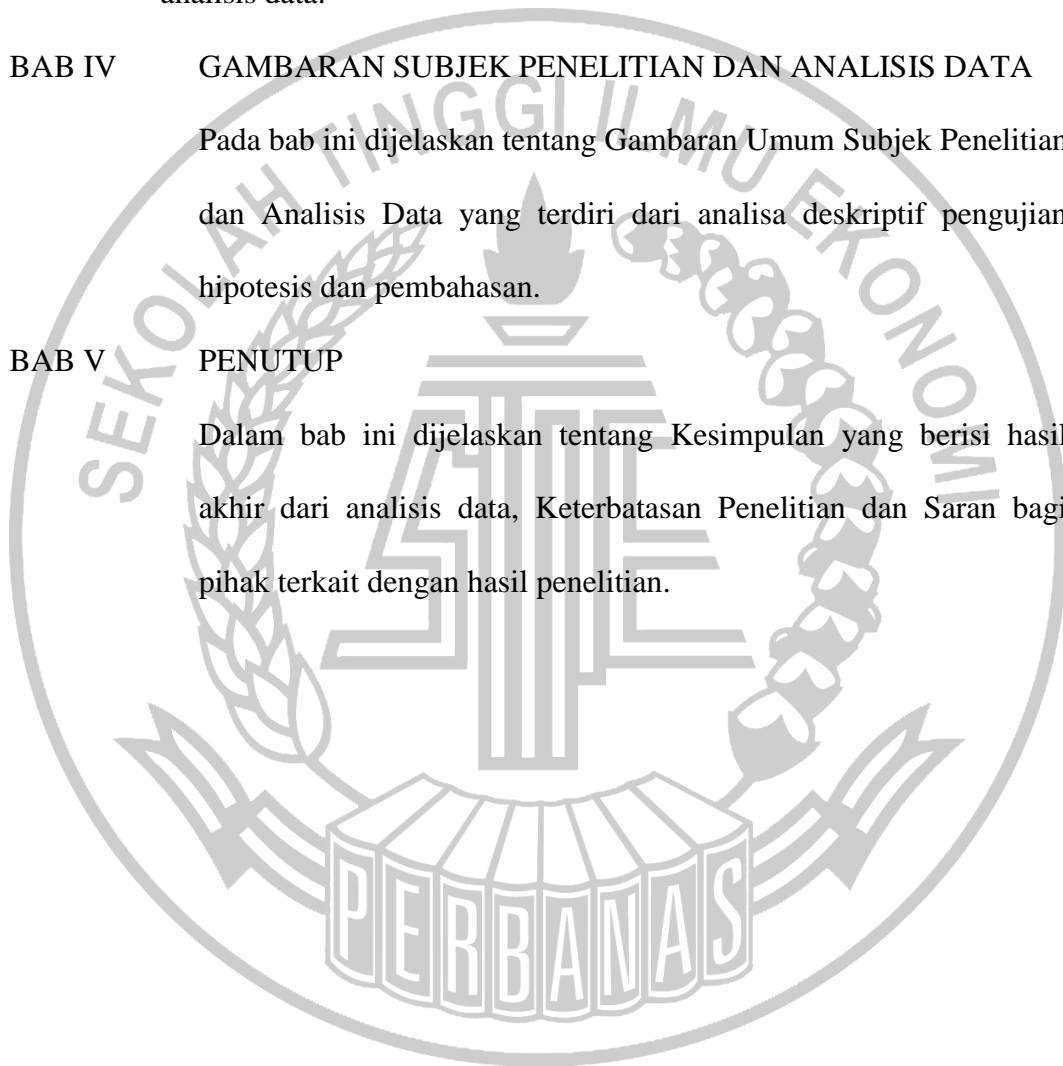 analisis data.
BAB IV GAMBARAN SUBJEK PENELITIAN DAN ANALISIS DATA
Pada bab ini dijelaskan tentang Gambaran Umum Subjek Penelitian
dan Analisis Data yang terdiri dari analisa deskriptif pengujian
hipotesis dan pembahasan.
BAB V PENUTUP
Dalam bab ini dijelaskan tentang Kesimpulan yang berisi hasil
akhir dari analisis data, Keterbatasan Penelitian dan Saran bagi
pihak terkait dengan hasil penelitian.
SEKOLAH TINGGI ILMU EKONOMI
PERBANAS